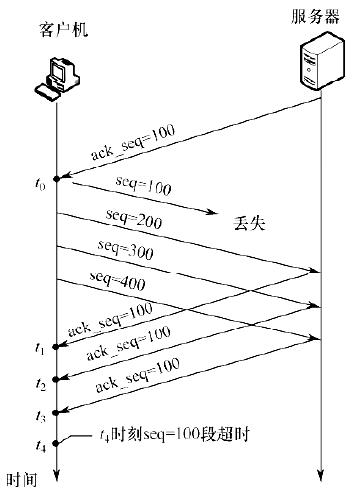 客户机
服务器
ack_seq=100
t0
seq=100
丢失
seq=200
seq=300
seq=400
ack_seq=100
t1
ack_seq=100
t2
ack_seq=100
t3
t4
t4时刻seq=100段超时
时间